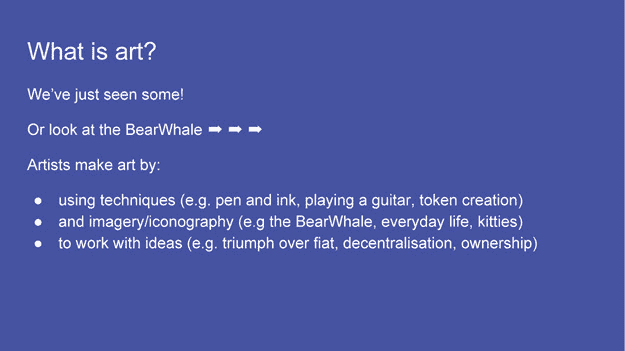 What is art?
We've just seen some!
Or look at the BearWhale ➡ ➡ ➡
Artists make art by:
● using techniques (e.g. pen and ink, playing a guitar, token creation)
● and imagery/iconography (e.g the BearWhale, everyday life, kitties)
● to work with ideas (e.g. triumph over fiat, decentralisation, ownership)